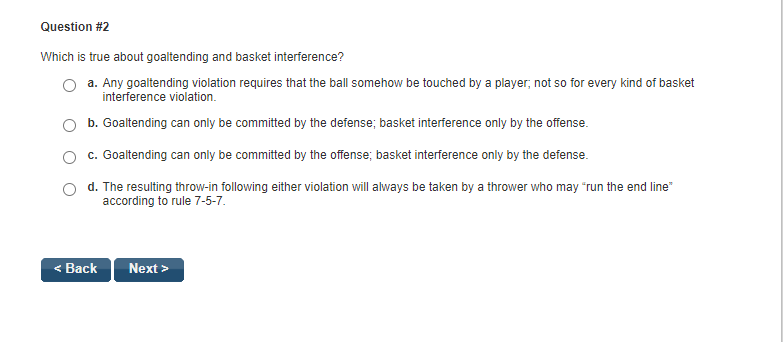 Question #2
Which is true about goaltending and basket interference?
a. Any goaltending violation requires that the ball somehow be touched by a player; not so for every kind of basket
interference violation.
b. Goaltending can only be committed by the defense; basket interference only by the offense.
c. Goaltending can only be committed by the offense; basket interference only by the defense.
d. The resulting throw-in following either violation will always be taken by a thrower who may “run the end line”
according to rule 7-5-7.
< Back
Next >